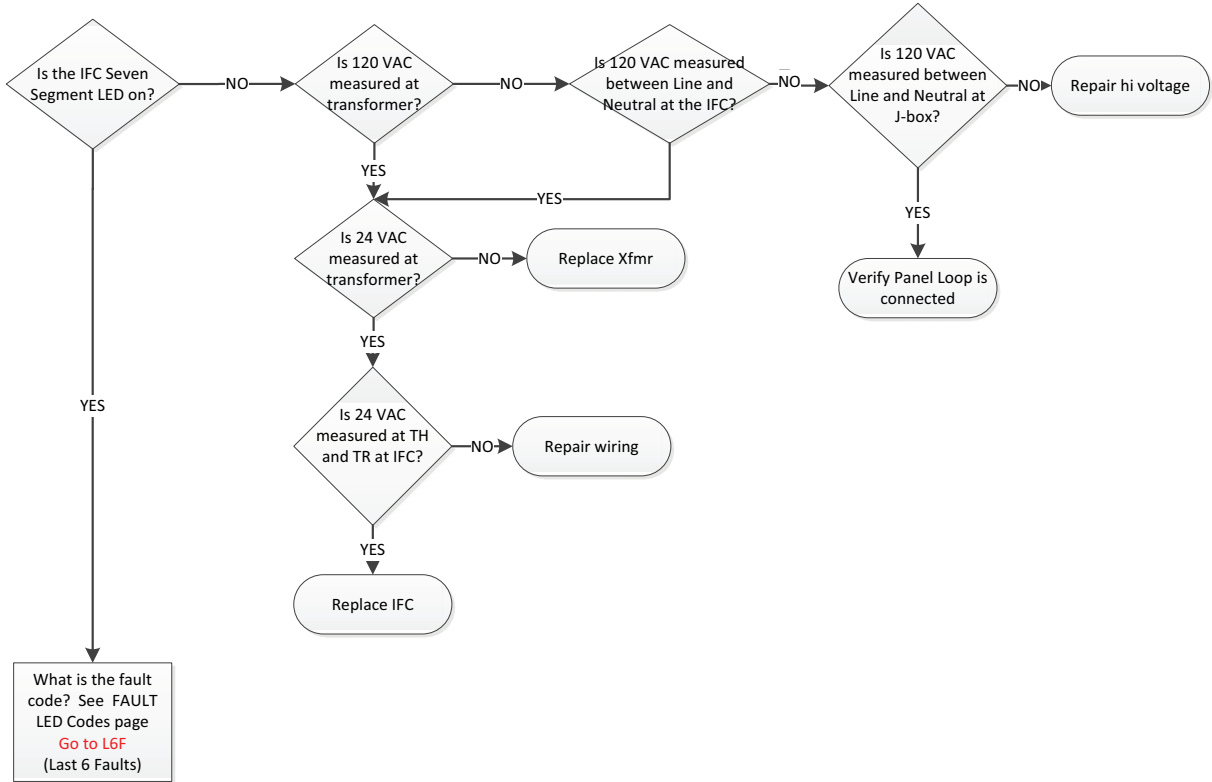 Is the IFC Seven
Segment LED on?
NO
Is 120 VAC
measured at
transformer?
NO
Is 120 VAC measured
between Line and
Neutral at the IFC?
NO
Is 120 VAC
measured between
Line and Neutral at
J-box?
NO
Repair hi voltage
YES
YES
YES
Is 24 VAC
measured at
transformer?
NO
Replace Xfmr
Verify Panel Loop is
connected
YES
YES
Is 24 VAC
measured at TH
and TR at IFC?
NO
Repair wiring
YES
Replace IFC
What is the fault
code? See FAULT
LED Codes page
Go to L6F
(Last 6 Faults)